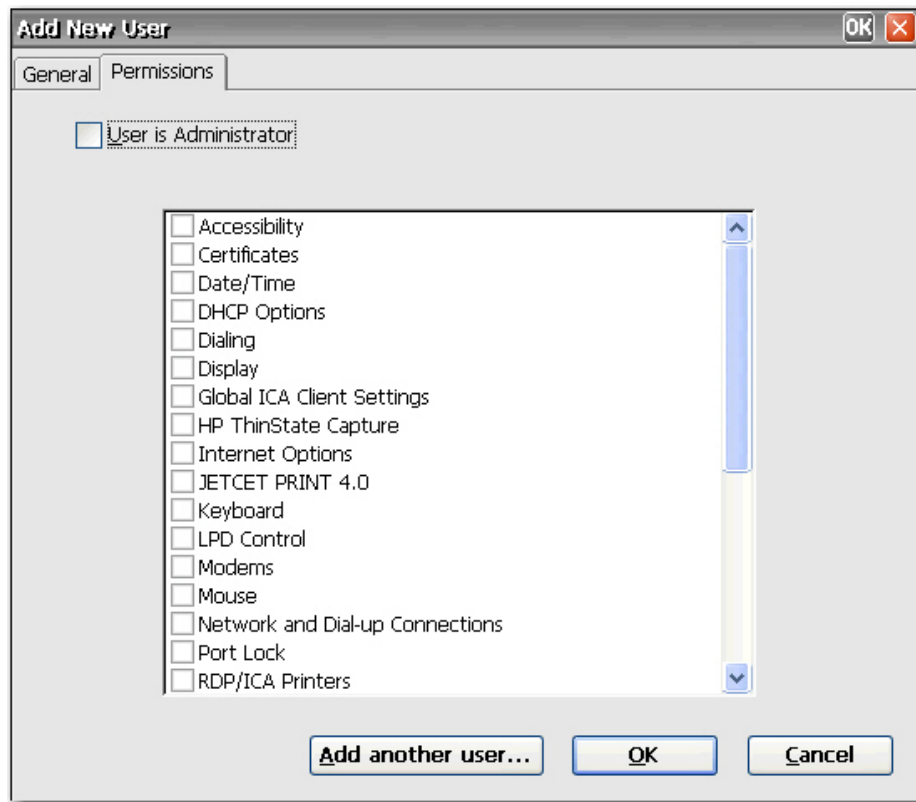 Add New User OK
General Permissions
User is Administrator
Accessibility
Certificates
Date/Time
DHCP Options
Dialing
Display
Global ICA Client Settings
HP ThinState Capture
Internet Options
JETCET PRINT 4.0
Keyboard
LPD Control
Modems
Mouse
Network and Dial-up Connections
Port Lock
RDP/ICA Printers
Add another user... OK Cancel